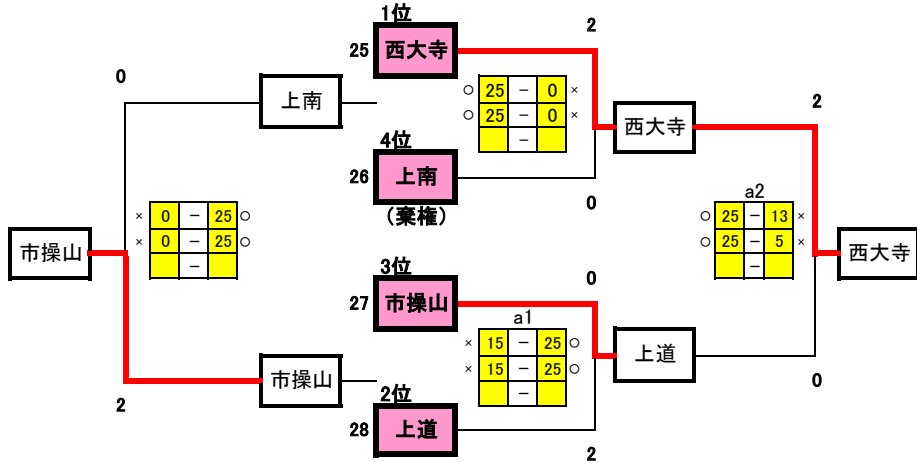 1位
2
25 西大寺
0
上南
○ 25 － 0 ×
○ 25 － 0 ×
－
2
西大寺
4位
26 上南
(棄権)
0
a2
× 0 － 25 ○
× 0 － 25 ○
－
○ 25 － 13 ×
○ 25 － 5 ×
－
市操山
西大寺
3位
0
27 市操山
a1
× 15 － 25 ○
× 15 － 25 ○
－
上道
市操山
0
2
2位
28 上道
2